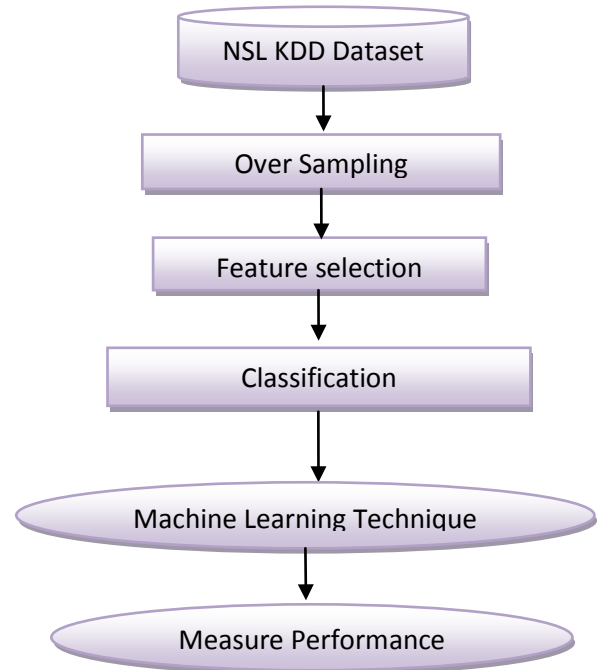 NSL KDD Dataset
Over Sampling
Feature selection
Classification
Machine Learning Technique
Measure Performance